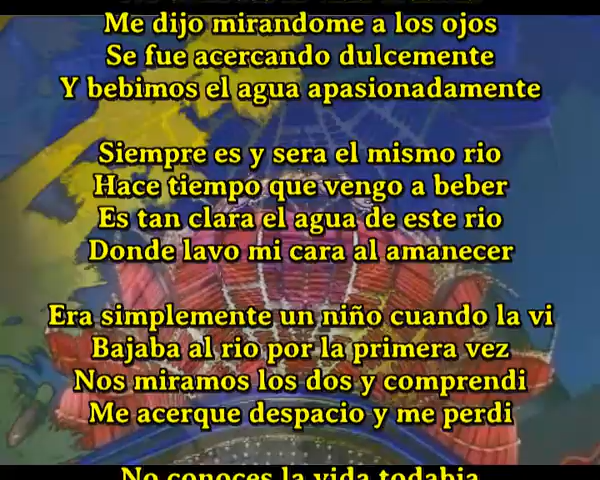 Me dijo mirandome a los ojos
Se fue acercando dulcemente
Y bebimos el agua apasionadamente
Siempre es y sera el mismo rio
Hace tiempo que vengo a beber
Es tan clara el agua de este rio
Donde lavo mi cara al amanecer
Era simplemente un niño cuando la vi
Bajaba al rio por la primera vez
Nos miramos los dos y comprendi
Me acerque despacio y me perdi
No conoces la vida todabia